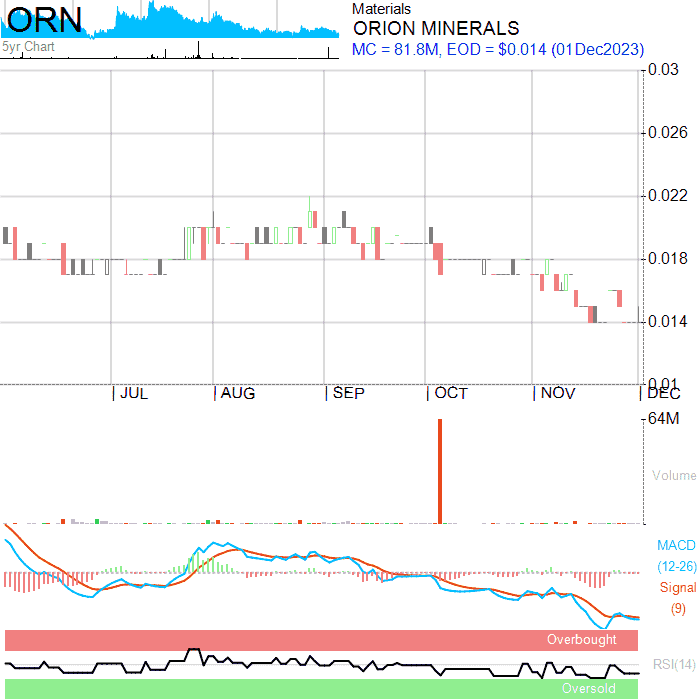 ORN
5yr Chart
Materials
ORION MINERALS
MC = 81.8M, EOD = $0.014 (01Dec2023)
0.03
0.026
0.022
0.018
0.014
0.01
JUL
AUG
SEP
OCT
NOV
DEC
64M
Volume
MACD
(12-26)
Signal
(9)
Overbought
RSI(14)
Oversold